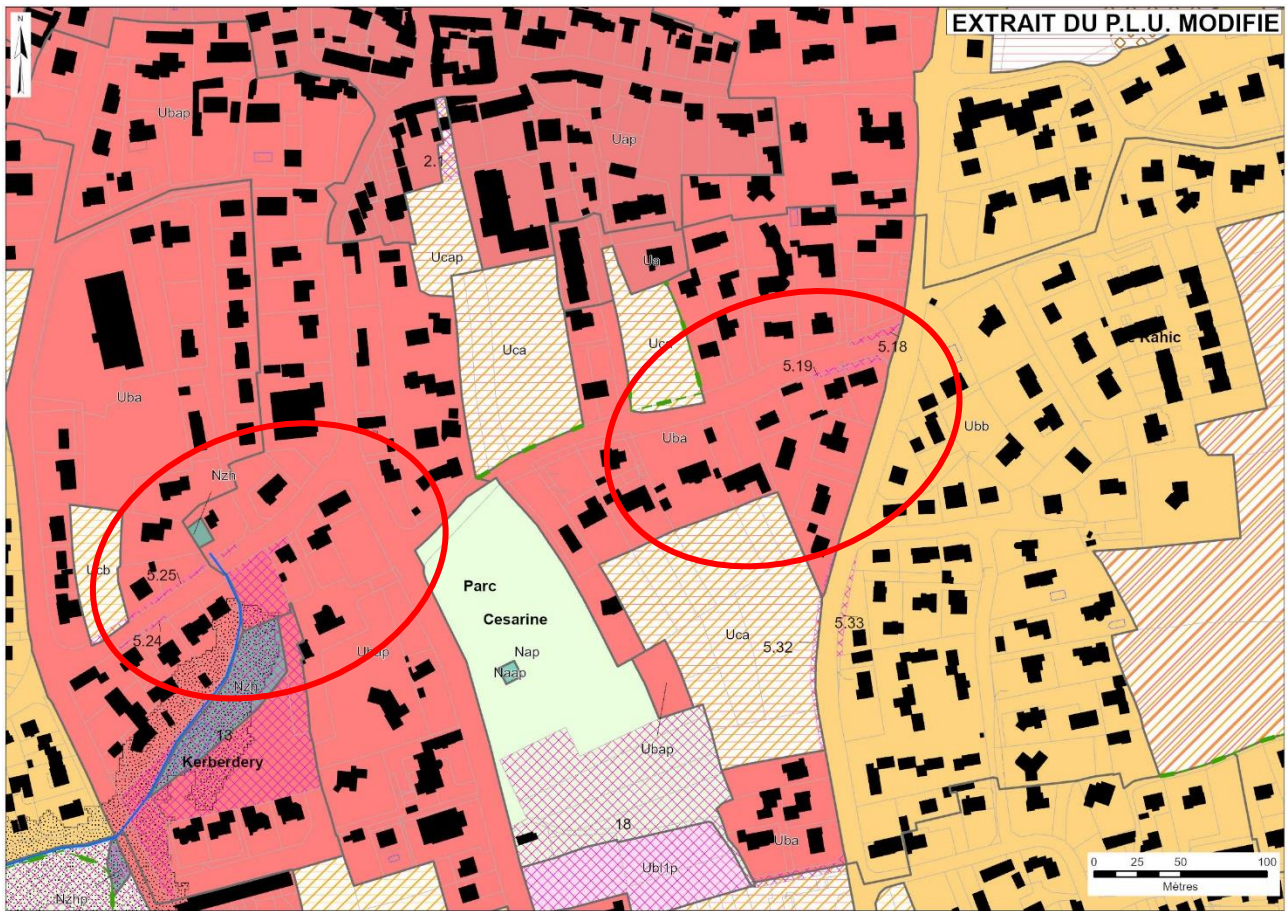 EXTRAIT DU P.L.U. MODIFIE
N
Ubap
Uap
2.1
Ucap
Ua
Uca
Uca
5.18
Rahic
5.19
Uba
Uba
Ubb
Nzh
Ucb
5.25
Parc
Cesarine
5.24
Uca
5.32
5.33
Nap
Naap
Ubap
Nzh
13
Kerberdery
Ubap
18
Uba
Ubl1p
Nzhp
0 25 50 100
Mètres